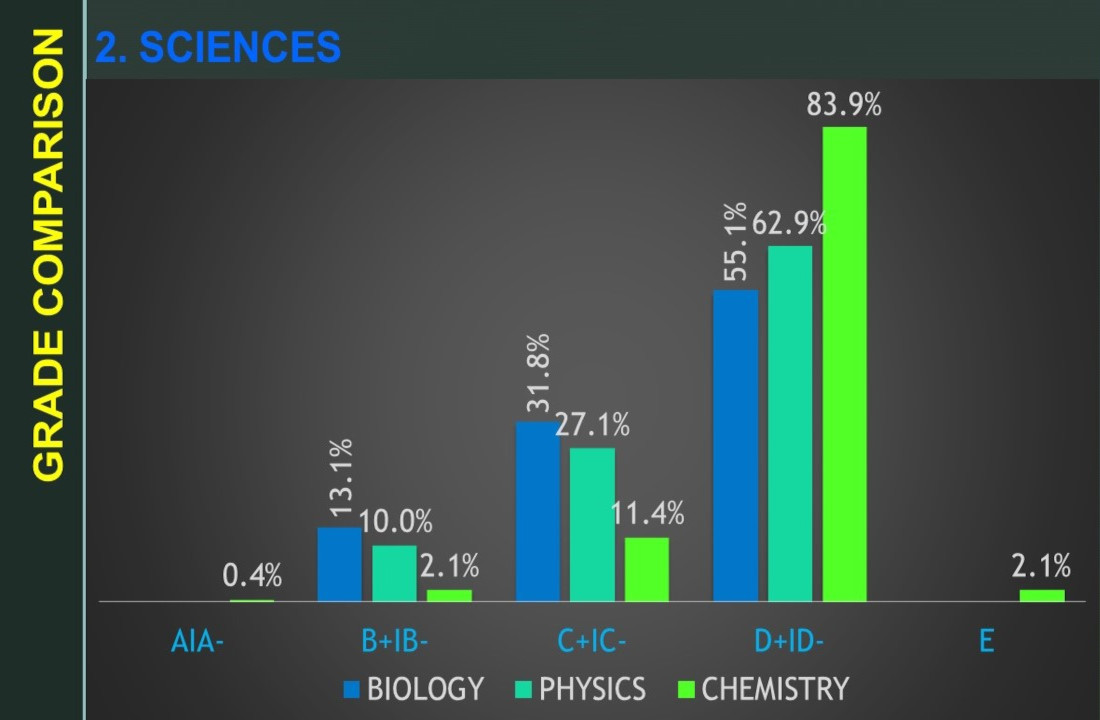 GRADE COMPARISON
2. SCIENCES
83.9%
55.1%
62.9%
31.8%
27.1%
13.1%
10.0%
11.4%
0.4%
2.1%
2.1%
AIA-
B+IB-
C+IC-
D+ID-
E
BIOLOGY PHYSICS CHEMISTRY